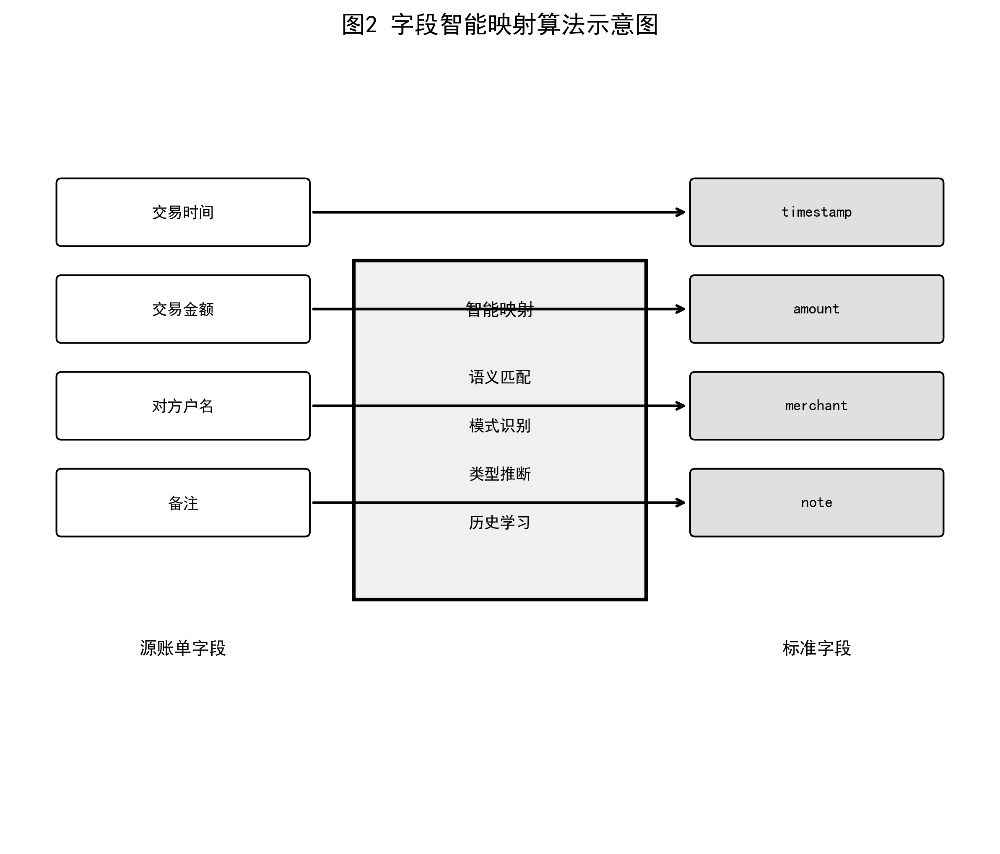 图2 字段智能映射算法示意图
交易时间
timestamp
交易金额
智能映射
amount
语义匹配
对方户名
merchant
模式识别
类型推断
备注
note
历史学习
源账单字段
标准字段